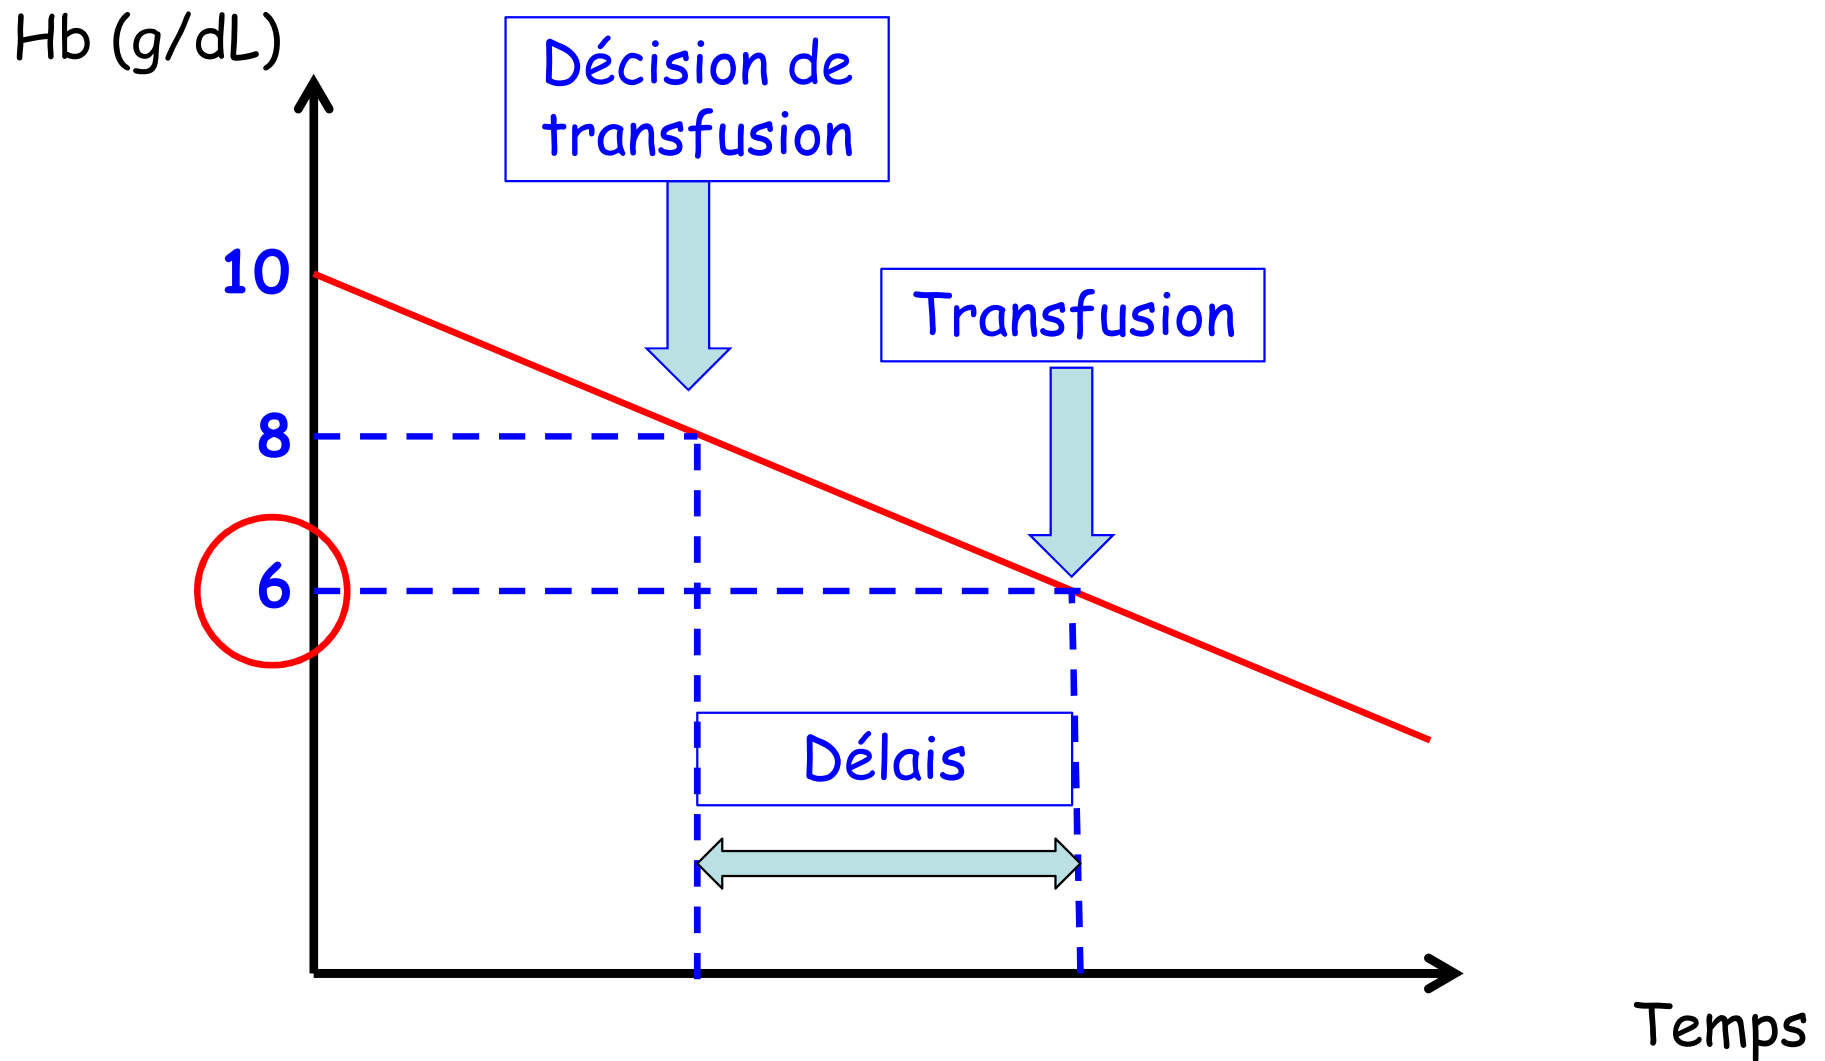 Hb (g/dL)
Décision de
transfusion
10
Transfusion
8
6
Délais
Temps